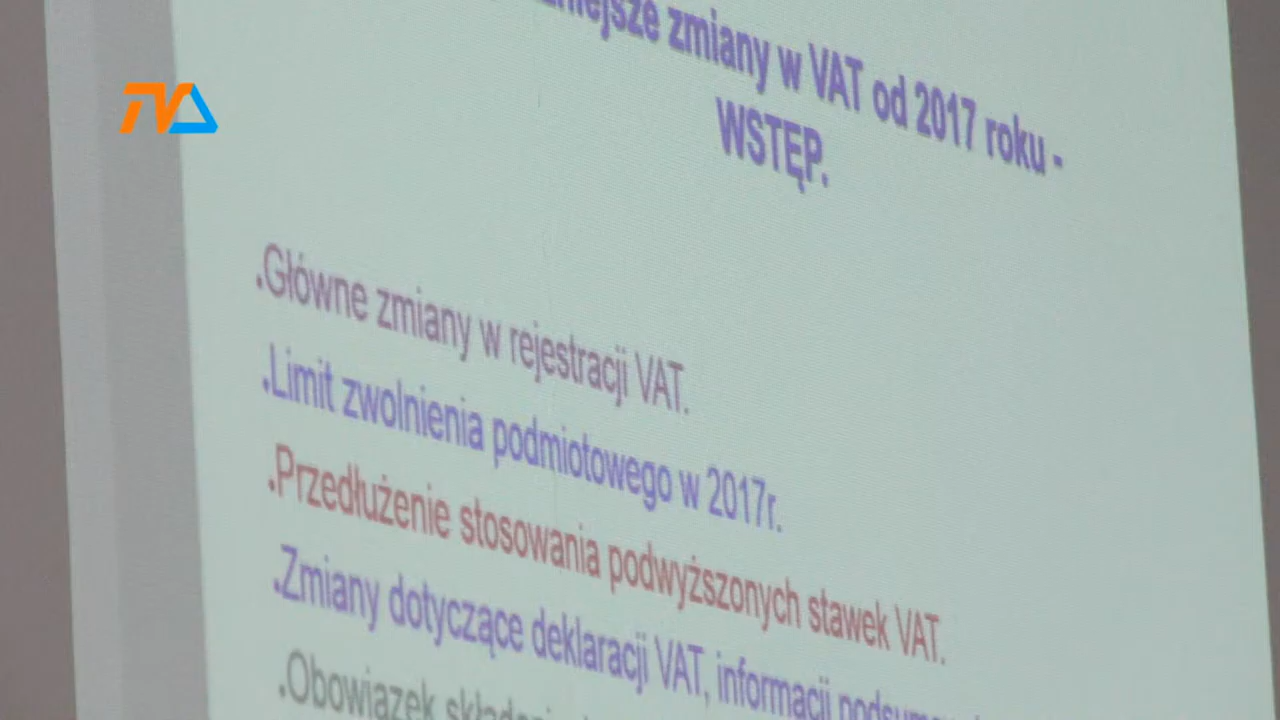 TVA
zmiany w VAT od 2017 roku -
WSTĘP.
.Główne zmiany w rejestracji VAT.
.Limit zwolnienia podmiotowego w 2017r.
.Przedłużenie stosowania podwyższonych stawek VAT.
.Zmiany dotyczące deklaracji VAT, informacji
.Obowiązek